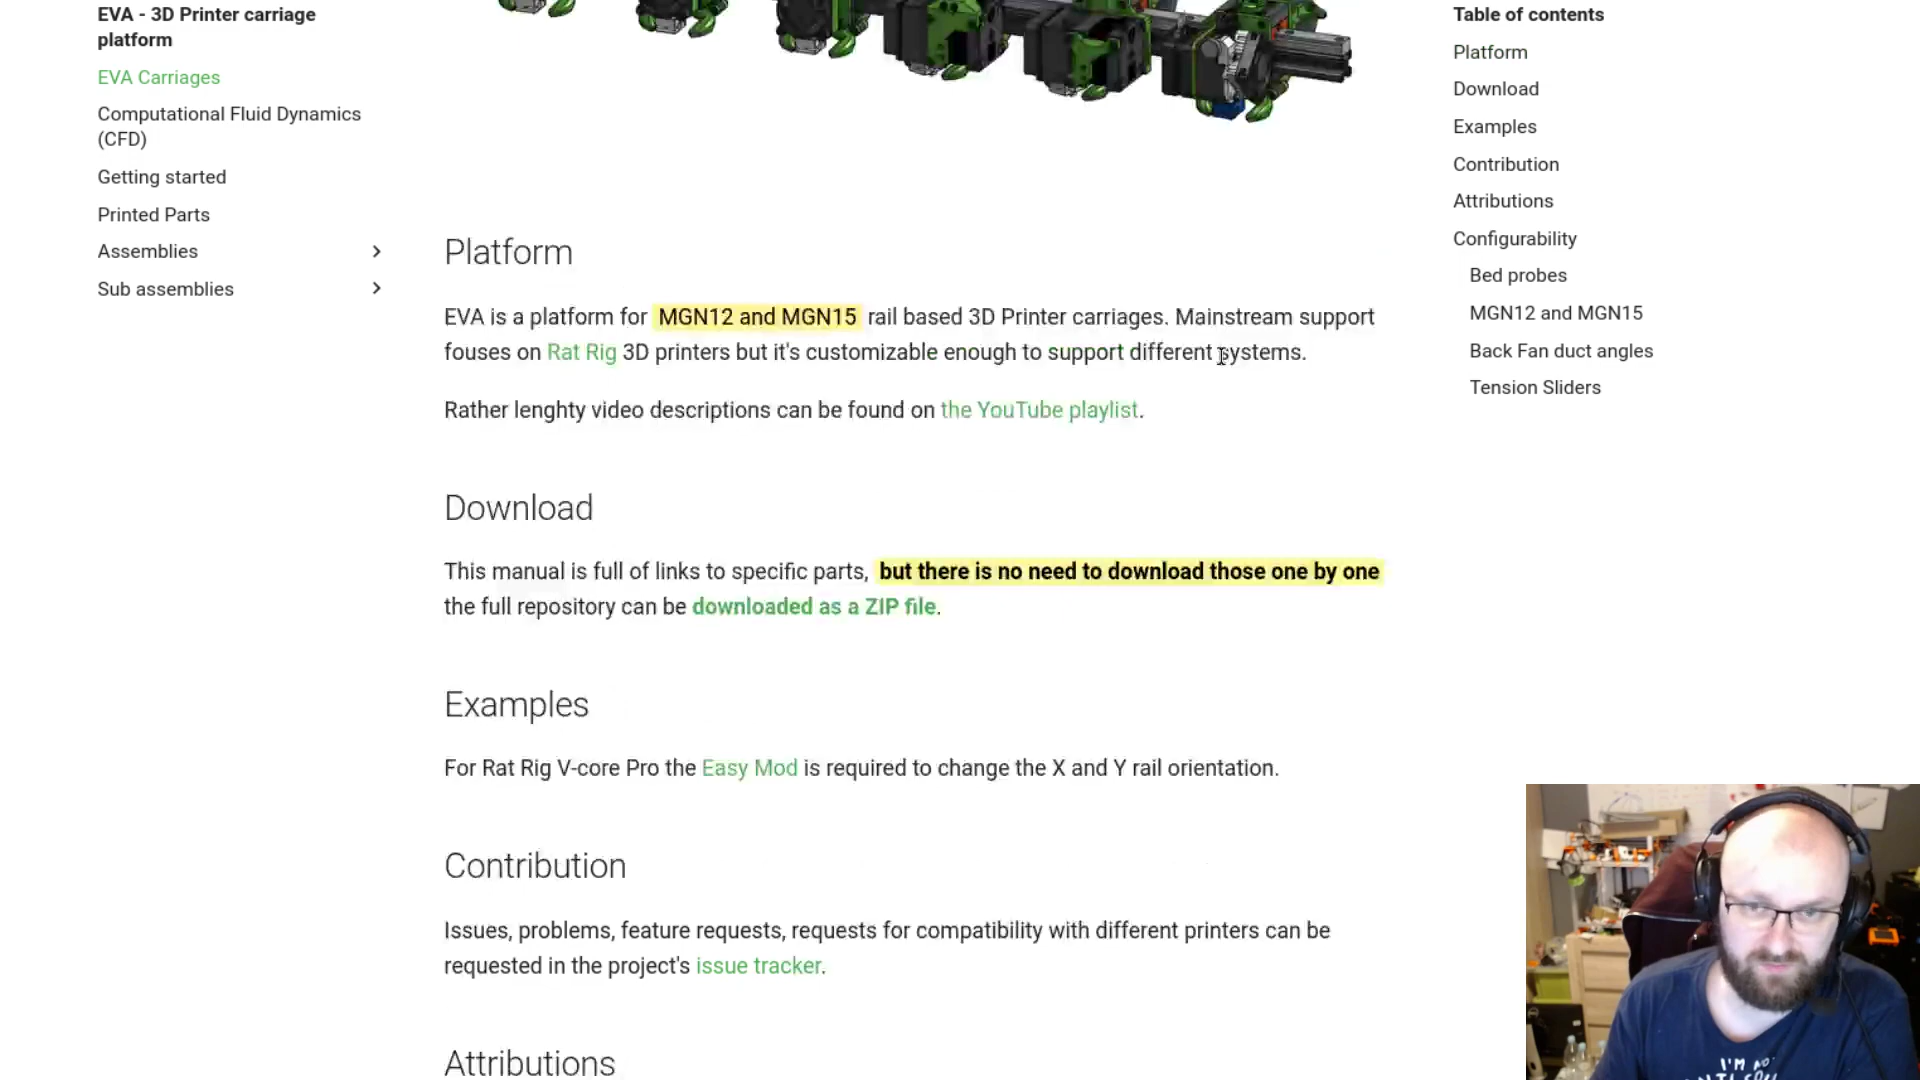 EVA - 3D Printer carriage
platform
EVA Carriages
Computational Fluid Dynamics
(CFD)
Getting started
Printed Parts
Assemblies
Sub assemblies
Platform
EVA is a platform for MGN12 and MGN15 rail based 3D Printer carriages. Mainstream support
fouses on Rat Rig 3D printers but it's customizable enough to support different systems.
Rather lenghty video descriptions can be found on the YouTube playlist.
Download
This manual is full of links to specific parts, but there is no need to download those one by one
the full repository can be downloaded as a ZIP file.
Examples
For Rat Rig V-core Pro the Easy Mod is required to change the X and Y rail orientation.
Contribution
Issues, problems, feature requests, requests for compatibility with different printers can be
requested in the project's issue tracker.
Attributions
Table of contents
Platform
Download
Examples
Contribution
Attributions
Configurability
Bed probes
MGN12 and MGN15
Back Fan duct angles
Tension Sliders
I'M NO